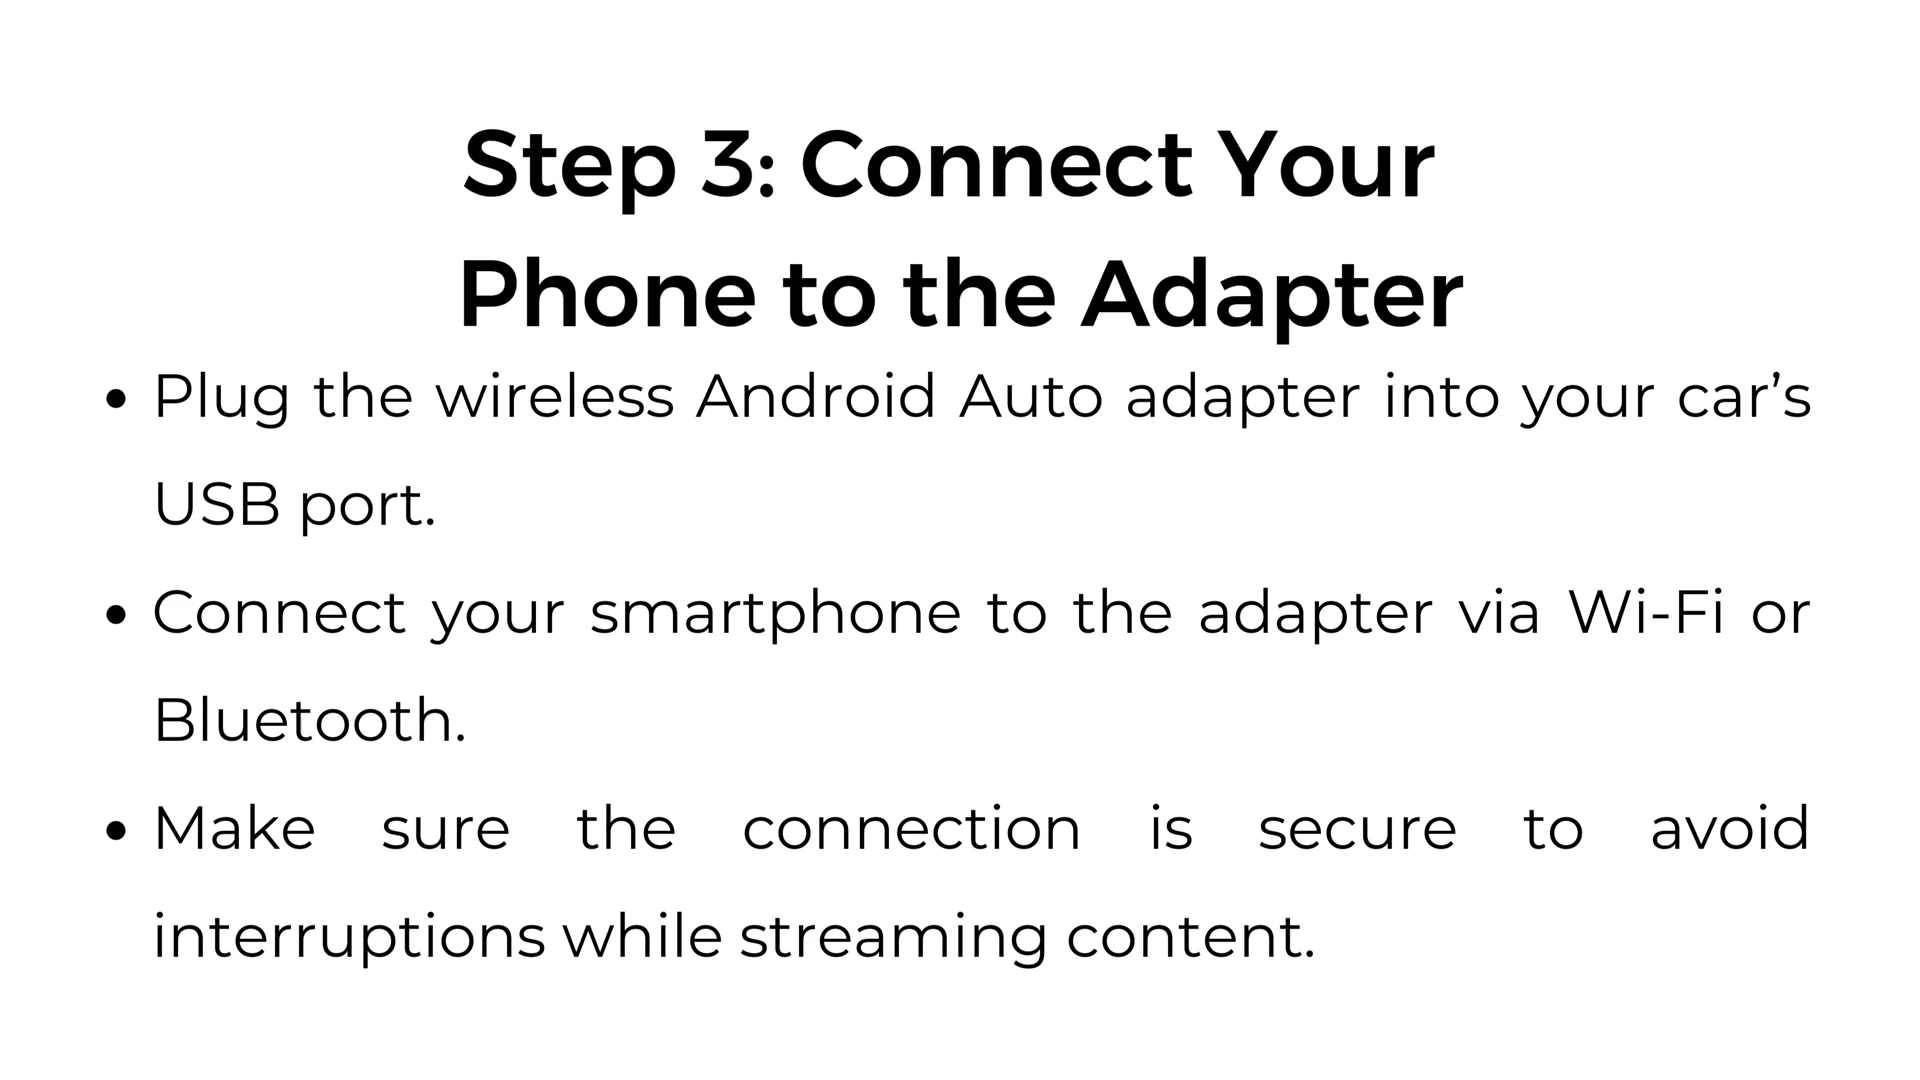 Step 3: Connect Your
Phone to the Adapter
• Plug the wireless Android Auto adapter into your car’s
USB port.
• Connect your smartphone to the adapter via Wi-Fi or
Bluetooth.
• Make sure the connection is secure to avoid
interruptions while streaming content.